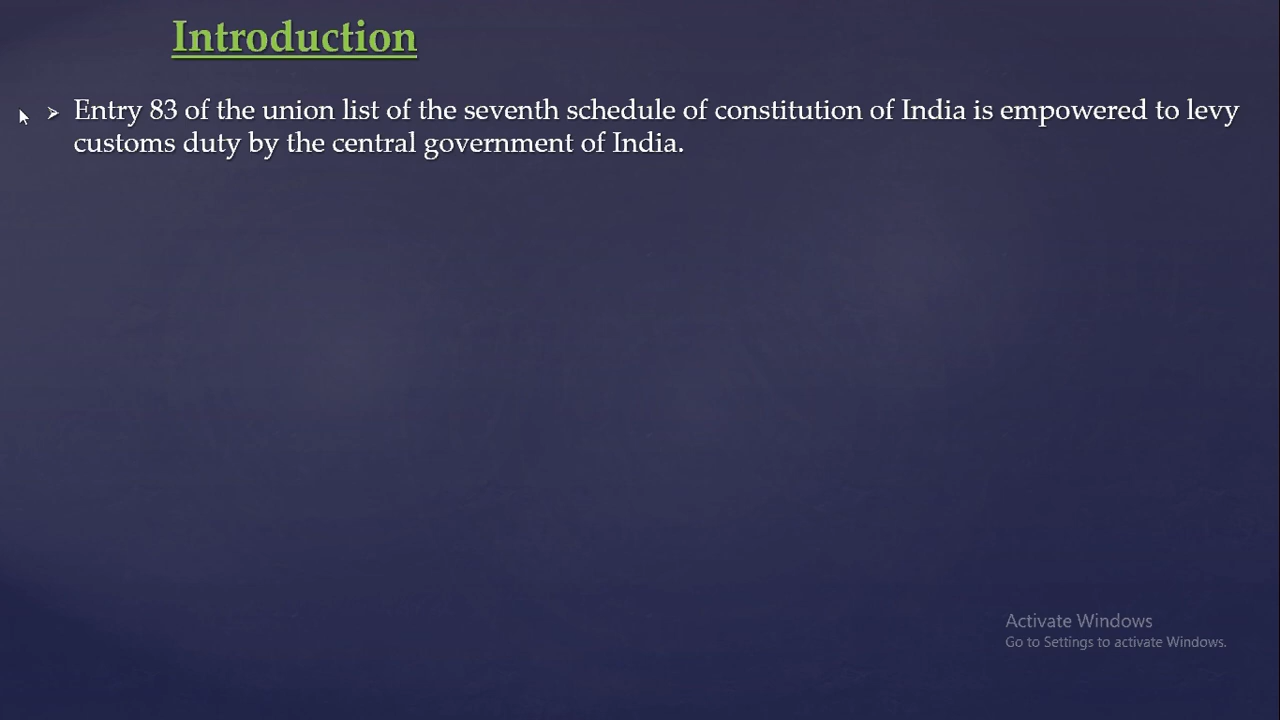 Introduction
➢ Entry 83 of the union list of the seventh schedule of constitution of India is empowered to levy
customs duty by the central government of India.
Activate Windows
Go to Settings to activate Windows.